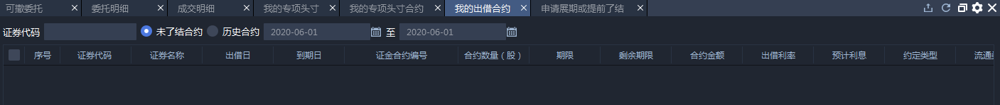 可撤委托 委托明细 成交明细 我的专项头寸 我的专项头寸合约 我的出借合约 申请展期或提前了结
证券代码 未了结合约 历史合约 2020-06-01 至 2020-06-01
序号 证券代码 证券名称 出借日 到期日 证金合约编号 合约数量(股) 期限 剩余期限 合约金额 出借利率 预计利息 约定类型 流通